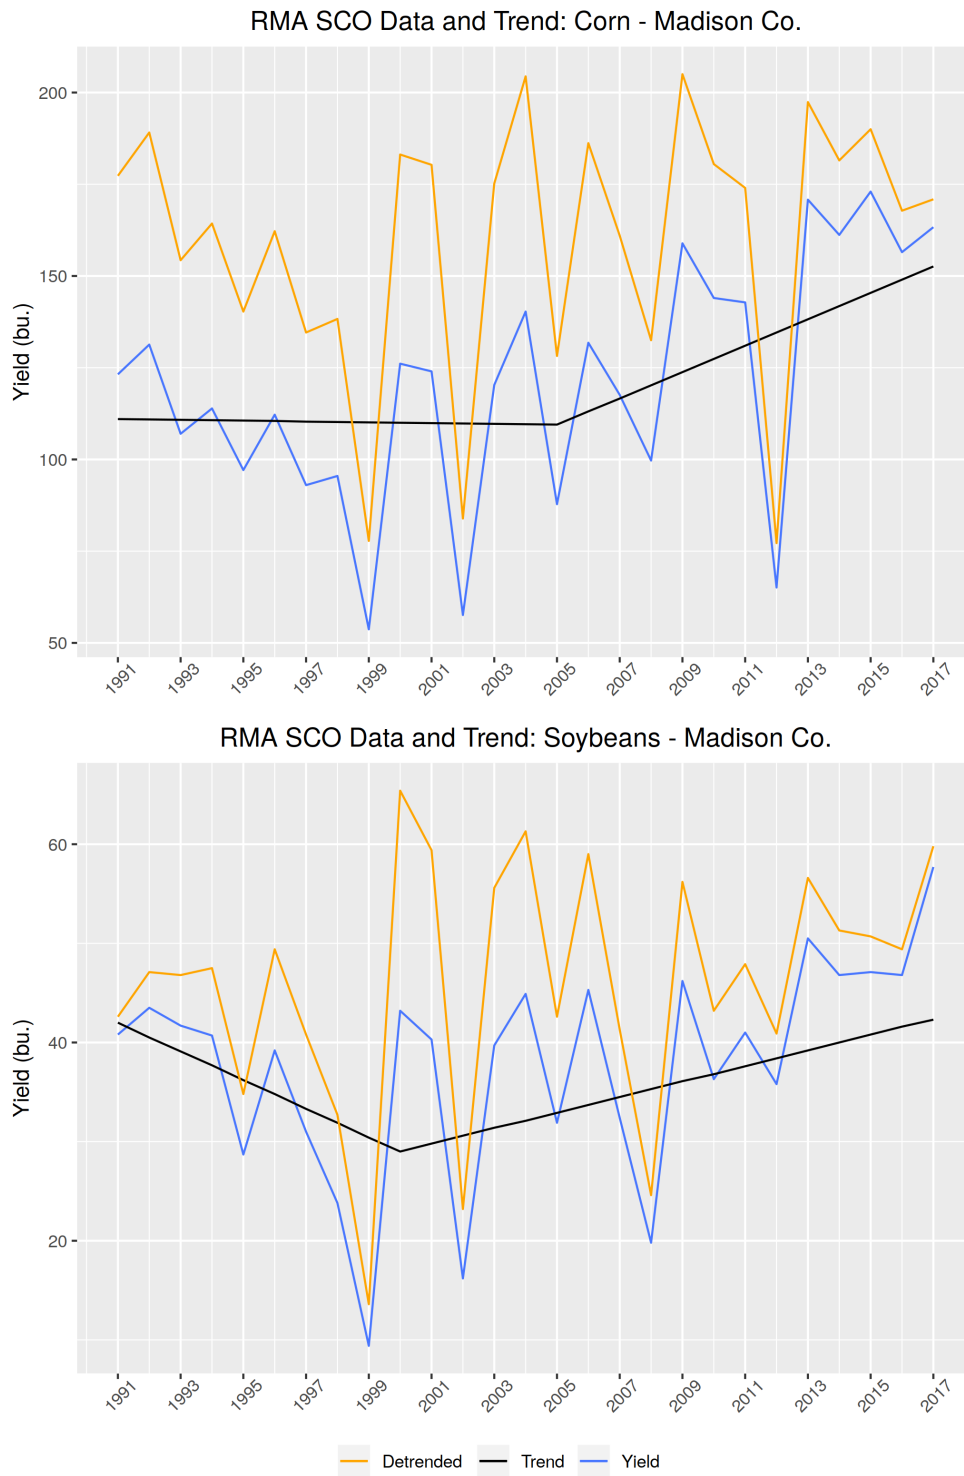 RMA SCO Data and Trend: Corn - Madison Co.
200
150
100
50
Yield (bu.)
1991 1993 1995 1997 1999 2001 2003 2005 2007 2009 2011 2013 2015 2017
RMA SCO Data and Trend: Soybeans - Madison Co.
60
40
20
Yield (bu.)
1991 1993 1995 1997 1999 2001 2003 2005 2007 2009 2011 2013 2015 2017
Detrended Trend Yield